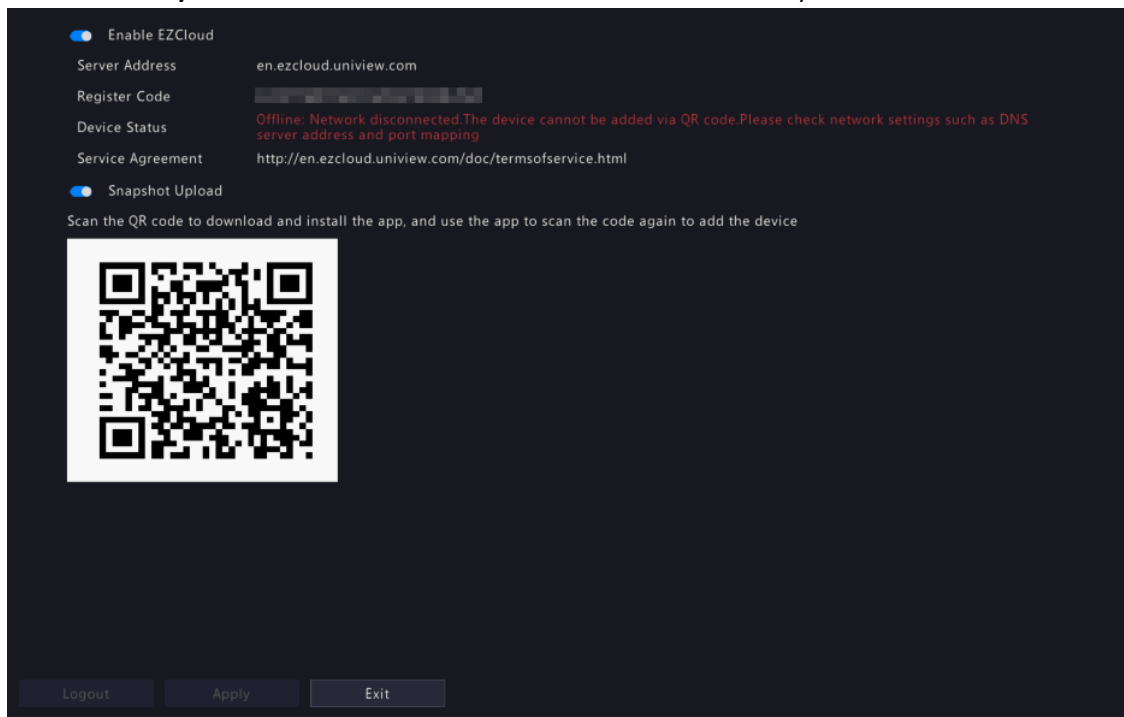 Enable EZCloud
Server Address en.ezcloud.uniview.com
Register Code
Device Status Offline: Network disconnected.The device cannot be added via QR code.Please check network settings such as DNS
server address and port mapping
Service Agreement http://en.ezcloud.uniview.com/doc/termsofservice.html
Snapshot Upload
Scan the QR code to download and install the app, and use the app to scan the code again to add the device
Logout Apply Exit